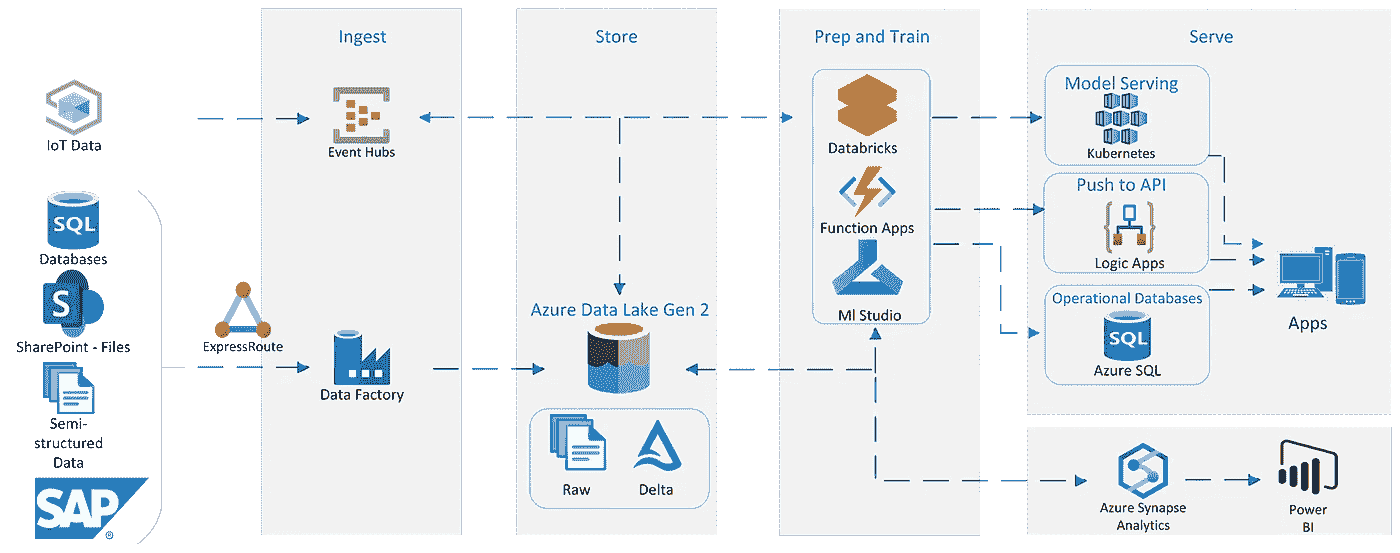 Ingest
Store
Prep and Train
Serve
IoT Data
SQL
Databases
S
SharePoint - Files
Semi-
structured
Data
SAP
®
ExpressRoute
Event Hubs
Data Factory
Azure Data Lake Gen 2
Raw
Delta
Databricks
Function Apps
Ml Studio
Model Serving
Kubernetes
Push to API
Logic Apps
Operational Databases
SQL
Azure SQL
Apps
Azure Synapse
Analytics
Power
BI